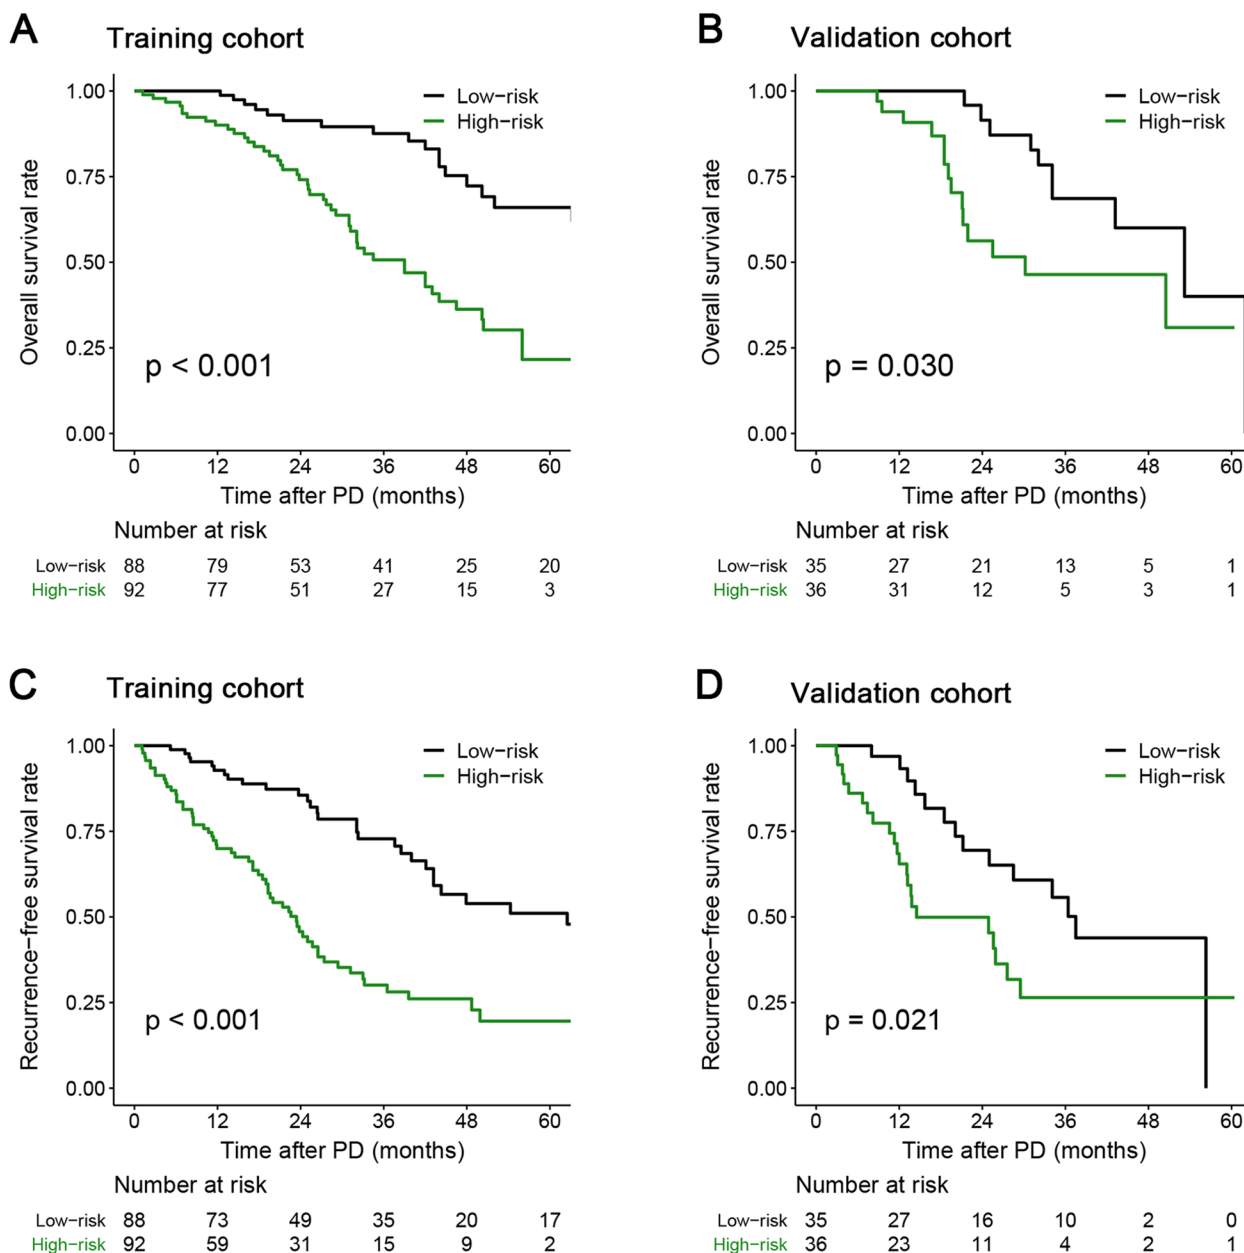 A Training cohort
Low-risk
High-risk
1.00
0.75
0.50
0.25
0.00
Overall survival rate
p < 0.001
0 12 24 36 48 60
Time after PD (months)
Number at risk
Low-risk 88 79 53 41 25 20
High-risk 92 77 51 27 15 3
B Validation cohort
Low-risk
High-risk
1.00
0.75
0.50
0.25
0.00
Overall survival rate
p = 0.030
0 12 24 36 48 60
Time after PD (months)
Number at risk
Low-risk 35 27 21 13 5 1
High-risk 36 31 12 5 3 1
C Training cohort
Low-risk
High-risk
1.00
0.75
0.50
0.25
0.00
Recurrence-free survival rate
p < 0.001
0 12 24 36 48 60
Time after PD (months)
Number at risk
Low-risk 88 73 49 35 20 17
High-risk 92 59 31 15 9 2
D Validation cohort
Low-risk
High-risk
1.00
0.75
0.50
0.25
0.00
Recurrence-free survival rate
p = 0.021
0 12 24 36 48 60
Time after PD (months)
Number at risk
Low-risk 35 27 16 10 2 0
High-risk 36 23 11 4 2 1